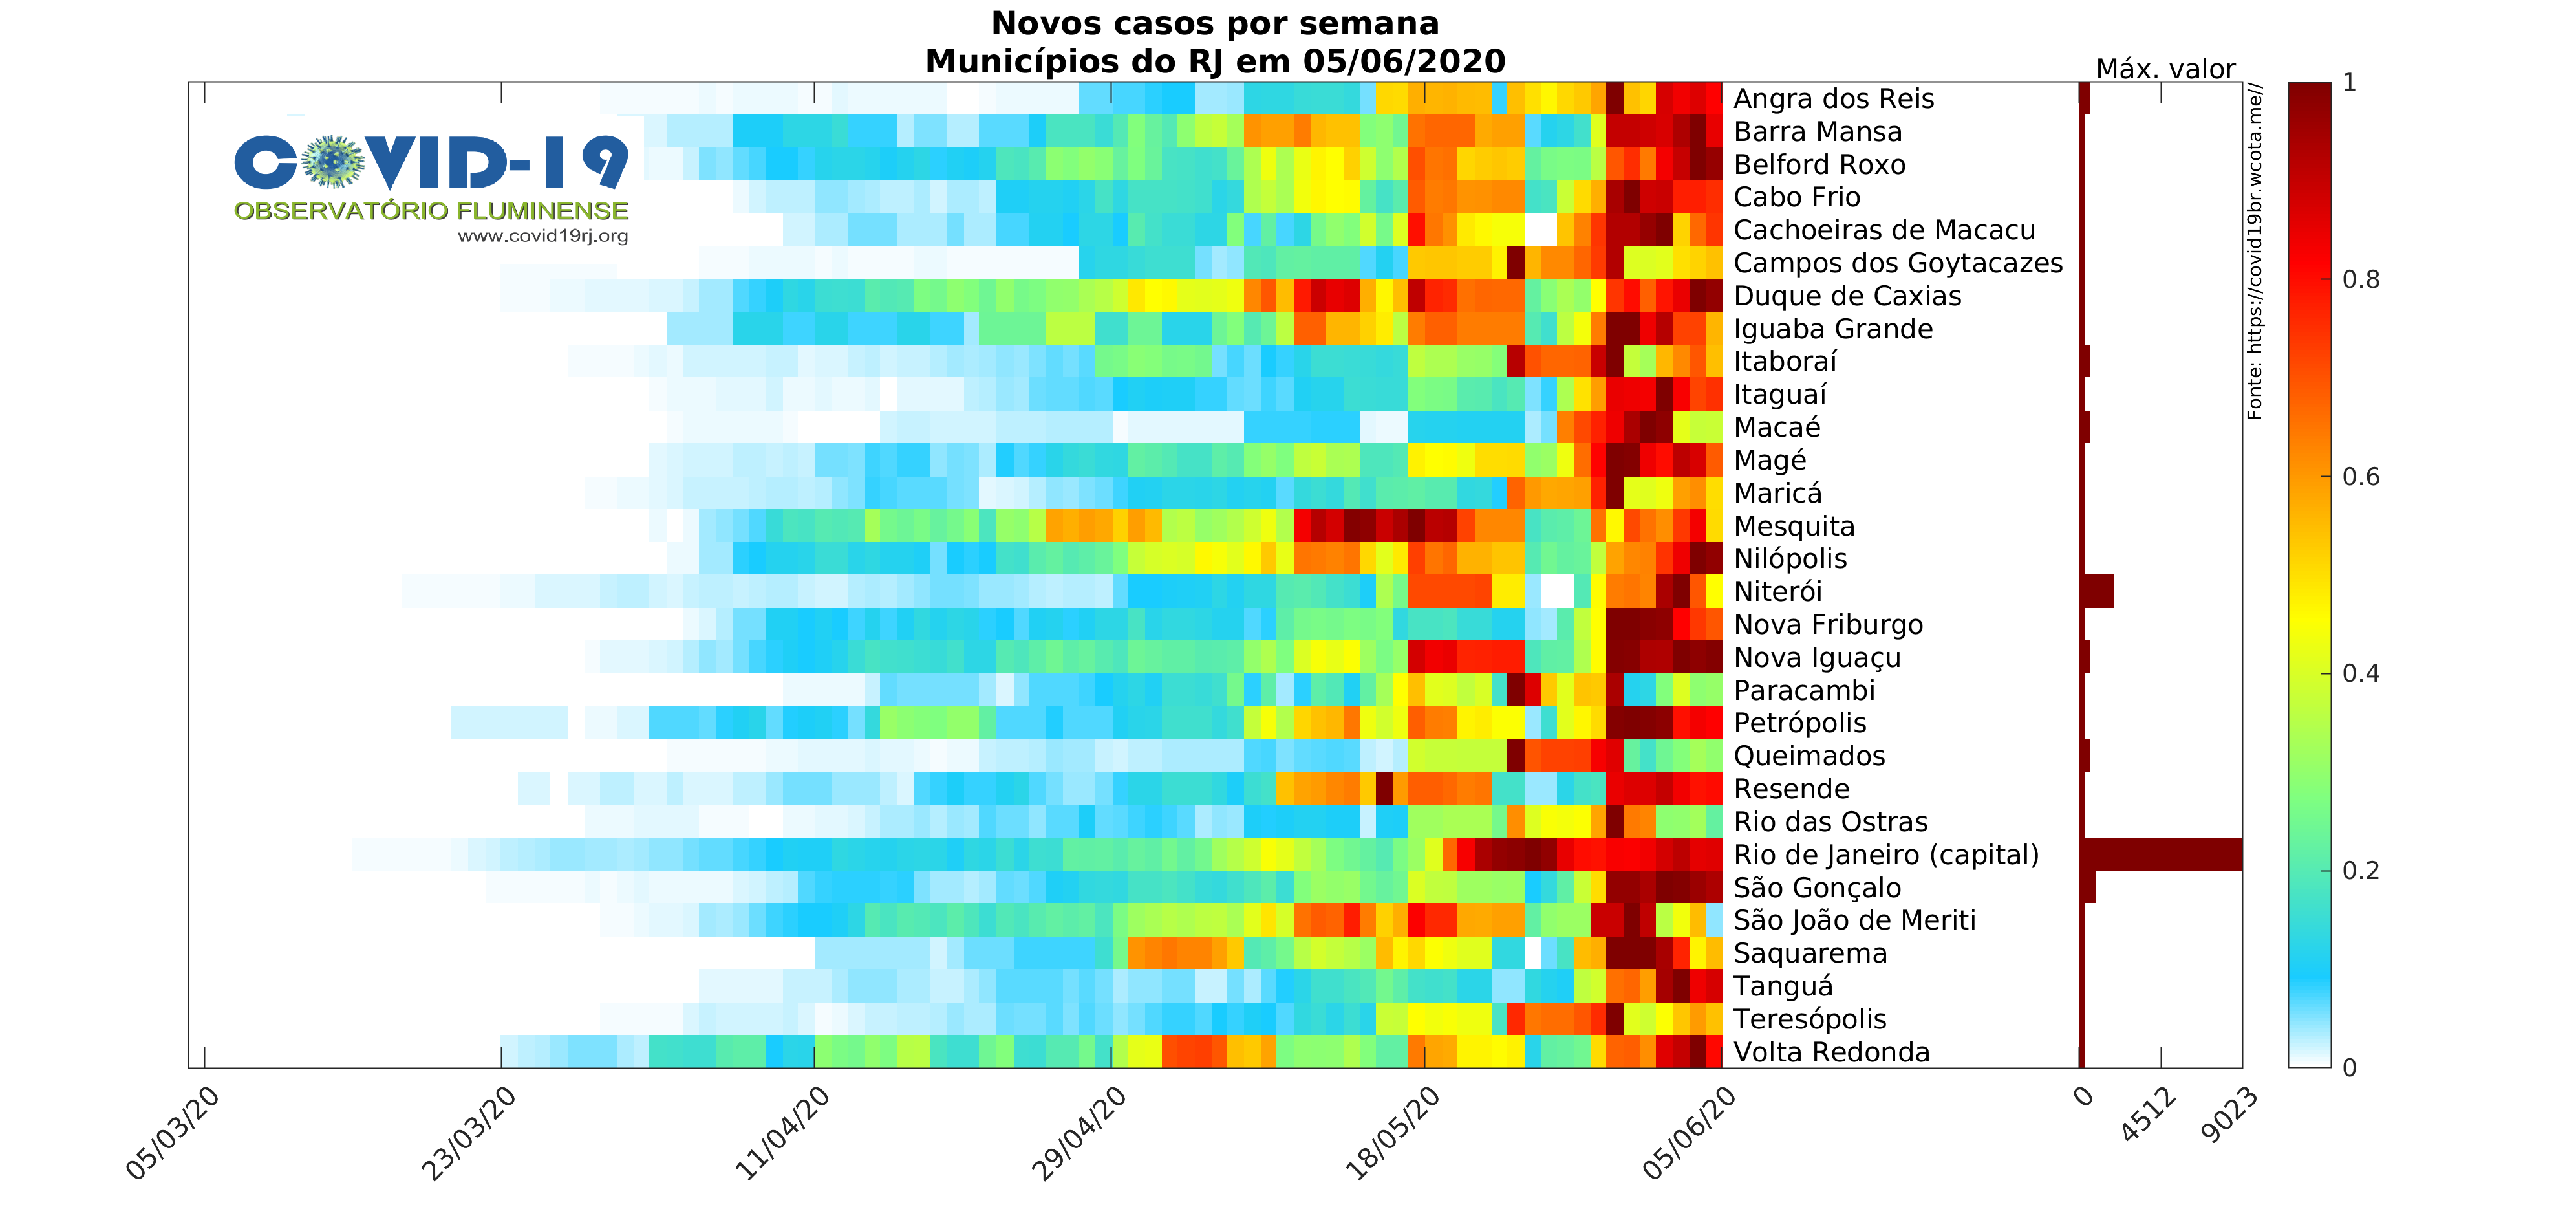 Novos casos por semana
Municípios do RJ em 05/06/2020
Máx. valor
COVID-19
OBSERVATÓRIO FLUMINENSE
www.covid19rj.org
Angra dos Reis
Barra Mansa
Belford Roxo
Cabo Frio
Cachoeiras de Macacu
Campos dos Goytacazes
Duque de Caxias
Iguaba Grande
Itaboraí
Itaguaí
Macaé
Magé
Maricá
Mesquita
Nilópolis
Niterói
Nova Friburgo
Nova Iguaçu
Paracambi
Petrópolis
Queimados
Resende
Rio das Ostras
Rio de Janeiro (capital)
São Gonçalo
São João de Meriti
Saquarema
Tanguá
Teresópolis
Volta Redonda
Fonte: https://covid19br.wcota.me//
1
0.8
0.6
0.4
0.2
0
05/03/20
23/03/20
11/04/20
29/04/20
18/05/20
05/06/20
0
4512
9023